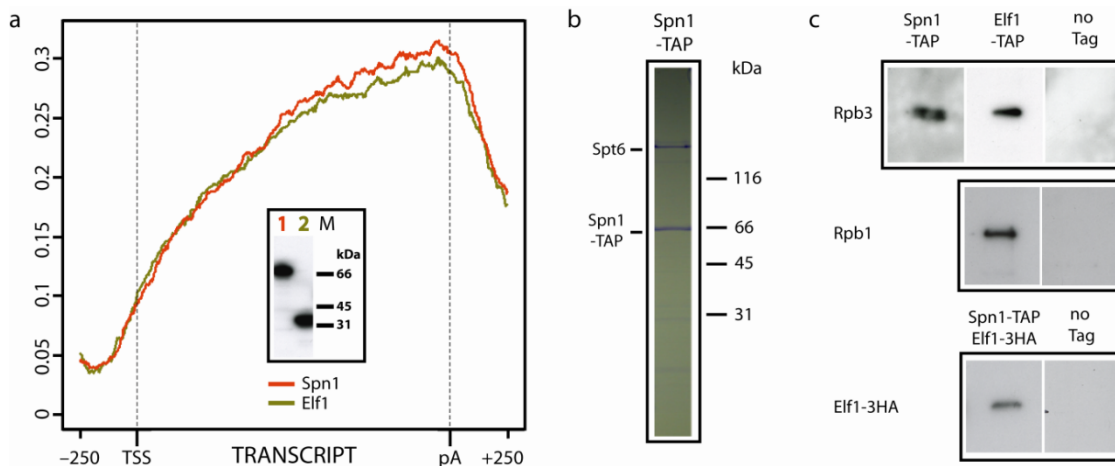 a
0.3
0.25
0.2
0.15
0.1
0.05
0
1 2 M
kDa
66
45
31
Spn1
Elf1
−250 TSS TRANSCRIPT pA +250
b
Spn1
-TAP
kDa
Spt6
116
Spn1
-TAP
66
45
31
c
Spn1
-TAP
Elf1
-TAP
no
Tag
Rpb3
Rpb1
Spn1-TAP
Elf1-3HA
no
Tag
Elf1-3HA